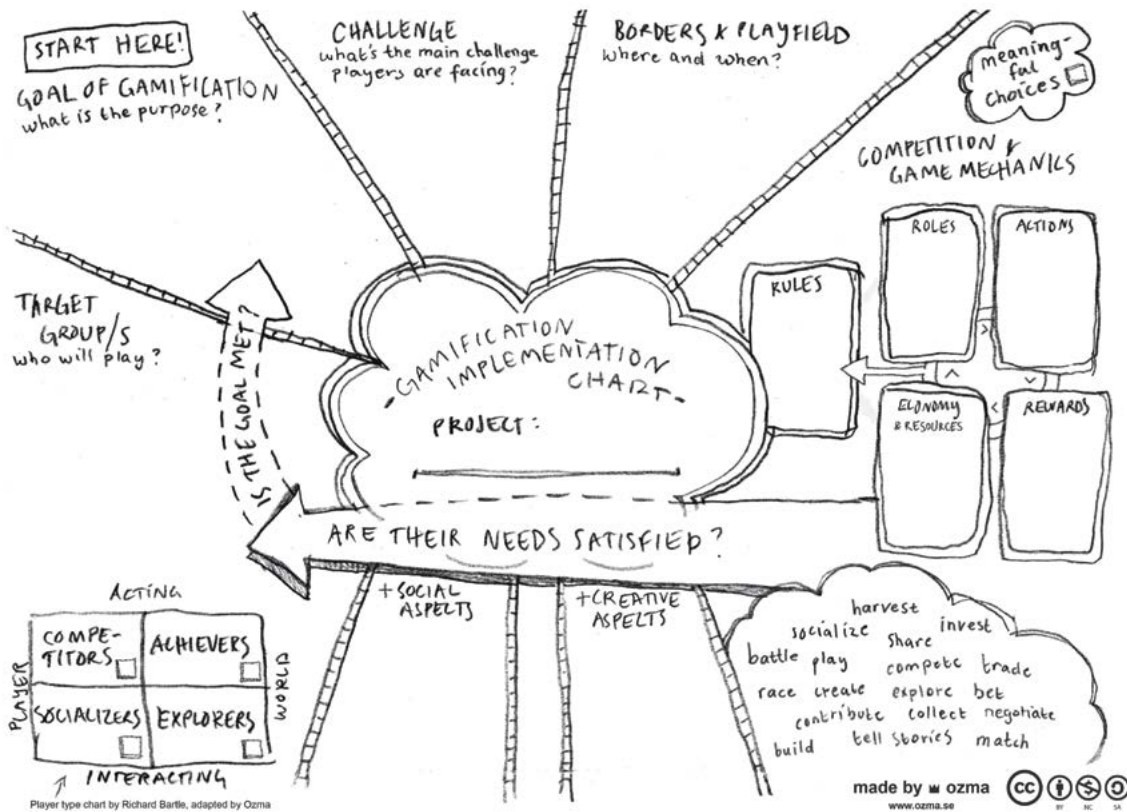 START HERE!
GOAL OF GAMIFICATION
what is the purpose?
CHALLENGE
what's the main challenge
players are facing?
BORDERS & PLAYFIELD
where and when?
meaning-
ful
choices
COMPETITION &
GAME MECHANICS
ROLES
ACTIONS
RULES
ECONOMY
& RESOURCES
REWARDS
TARGET
GROUP/S
who will play?
IS THE GOAL MET?
GAMIFICATION
IMPLEMENTATION
CHART
PROJECT:
ARE THEIR NEEDS SATISFIED?
+SOCIAL
ASPECTS
+CREATIVE
ASPECTS
ACTING
COMPE-
TITORS
ACHIEVERS
PLAYER
WORLD
SOCIALIZERS
EXPLORERS
INTERACTING
Player type chart by Richard Bartle, adapted by Ozma
harvest
socialize share invest
battle play compete trade
race create explore bet
contribute collect negotiate
build tell stories match
made by ozma
www.ozma.se
CC
BY NC SA